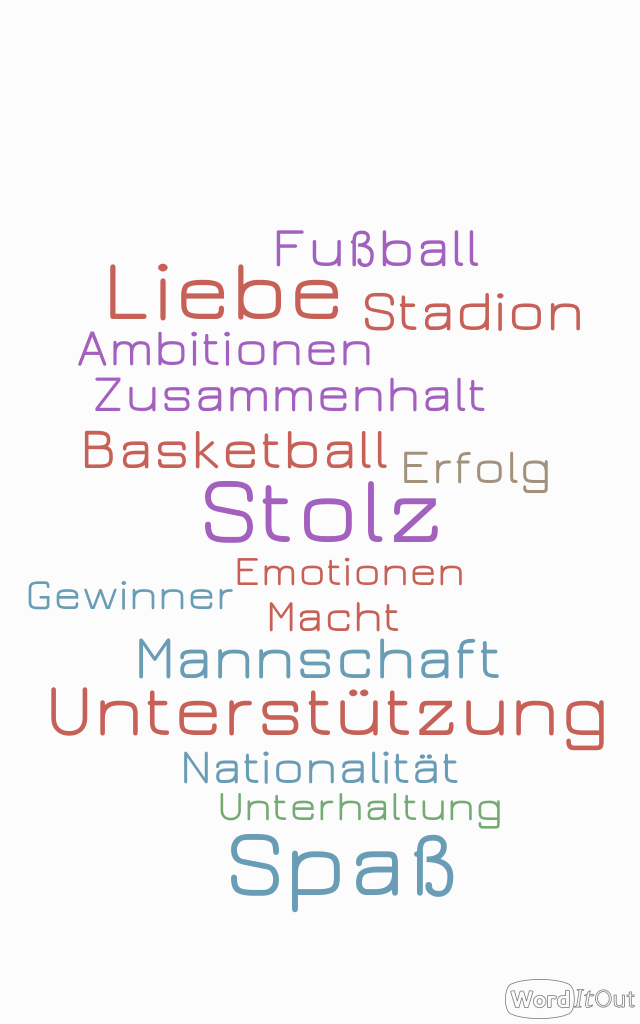 Fußball
Liebe Stadion
Ambitionen
Zusammenhalt
Basketball Erfolg
Stolz
Emotionen
Gewinner
Macht
Mannschaft
Unterstützung
Nationalität
Unterhaltung
Spaß
WordItOut